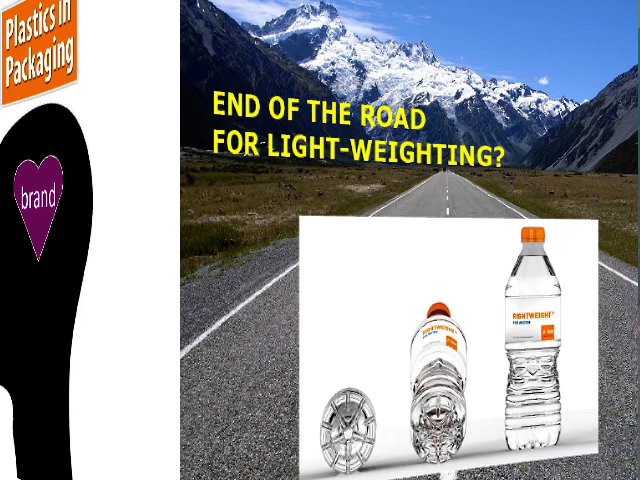 Plastics in
Packaging
brand
END OF THE ROAD
FOR LIGHT-WEIGHTING?
RIGHTWEIGHT
RIGHTWEIGHT